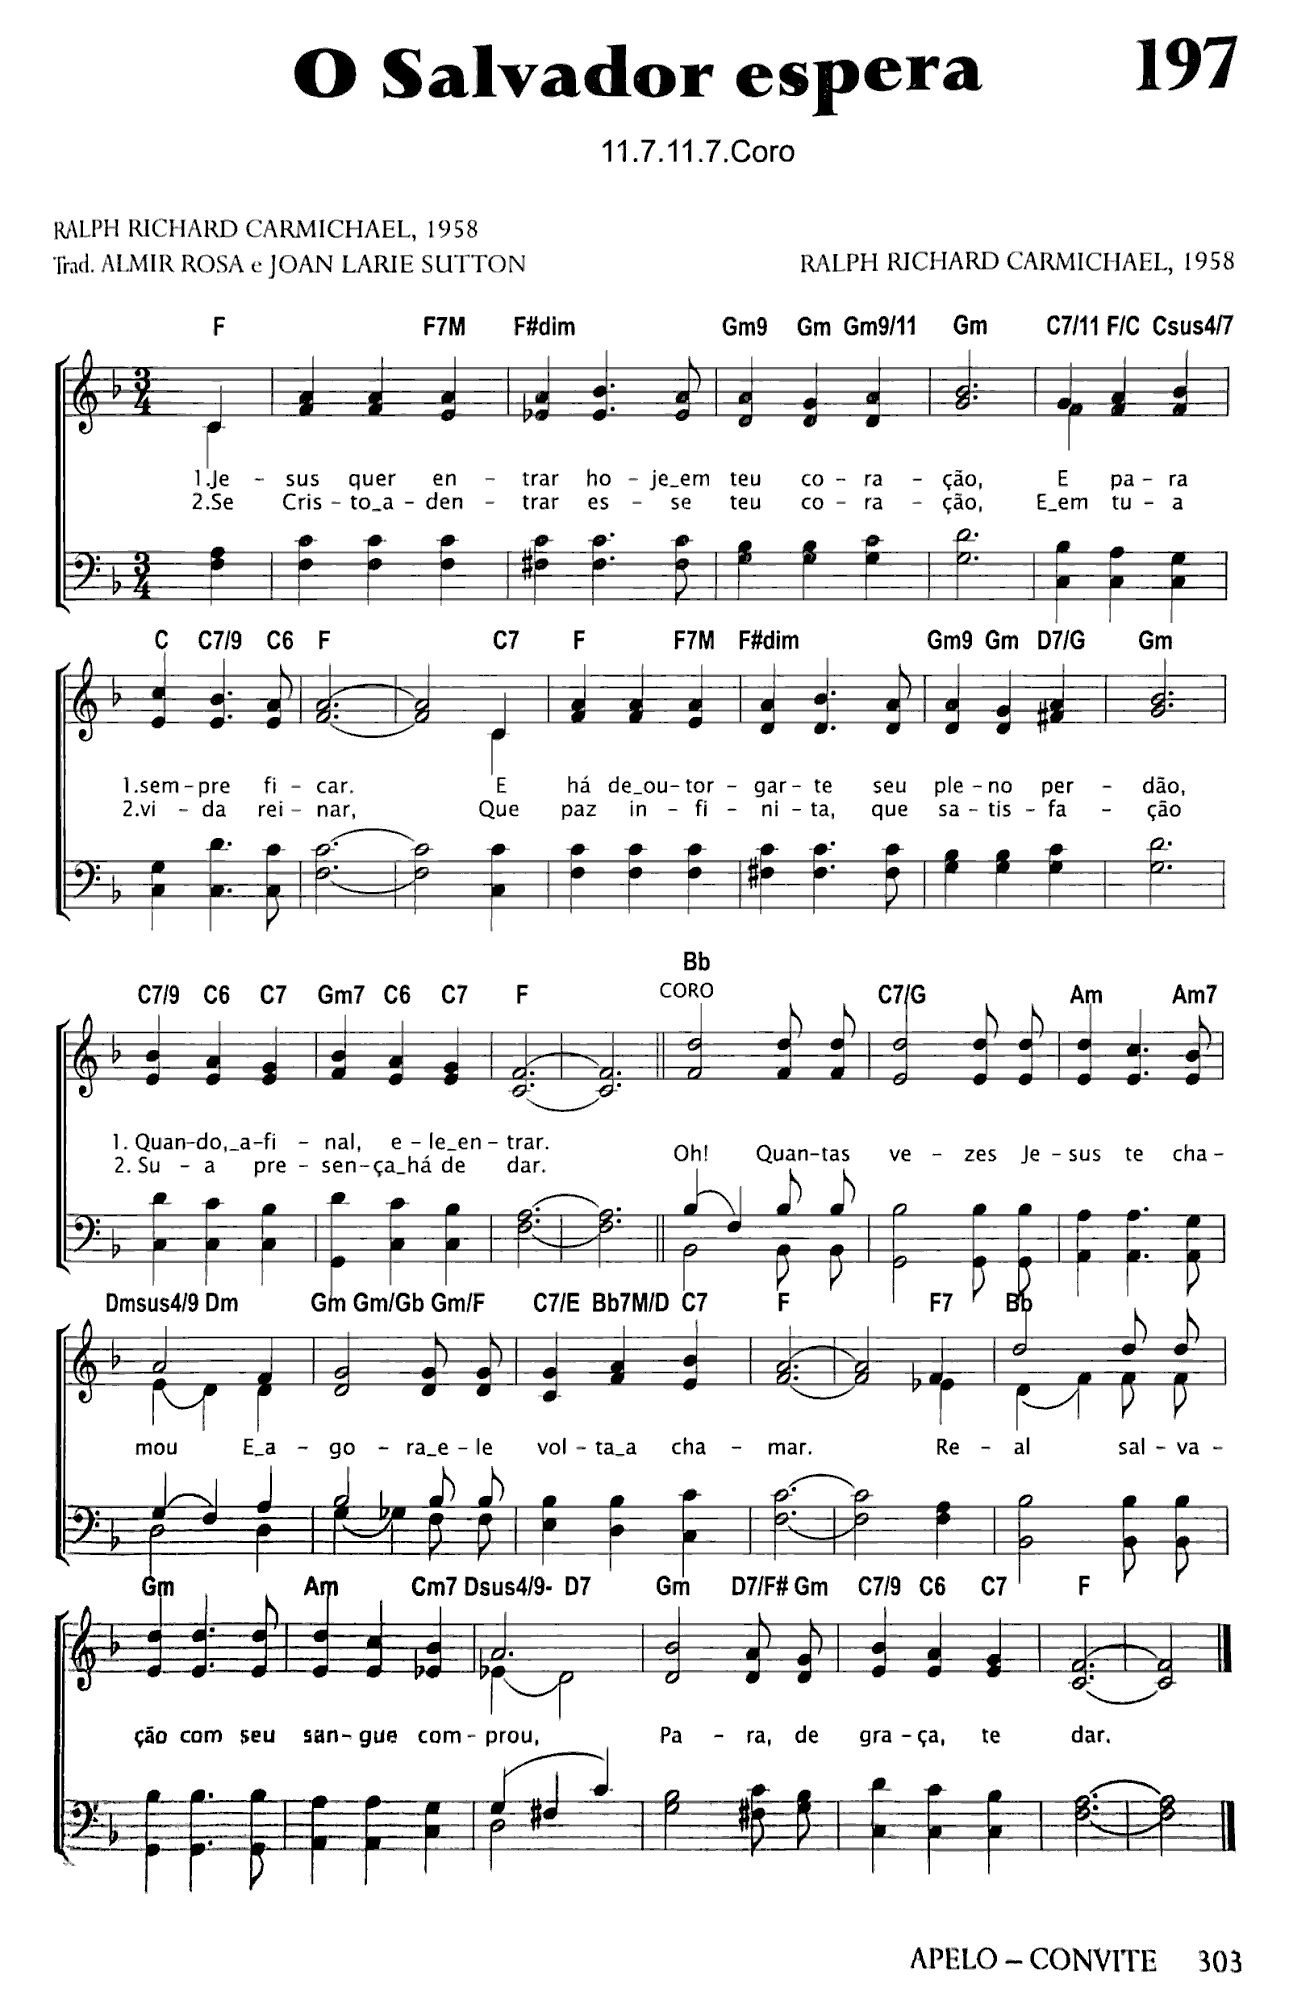 O Salvador espera 197
11.7.11.7.Coro
RALPH RICHARD CARMICHAEL, 1958
Trad. ALMIR ROSA e JOAN LARIE SUTTON RALPH RICHARD CARMICHAEL, 1958
F F7M F#dim Gm9 Gm Gm9/11 Gm C7/11 F/C Csus4/7
3 4
1.Je - sus quer en - trar ho - je_em teu co - ra - ção, E pa - ra
2.Se Cris - to_a - den - trar es - se teu co - ra - ção, E_em tu - a
3 4
C C7/9 C6 F C7 F F7M F#dim Gm9 Gm D7/G Gm
1.sem - pre fi - car. E há de_ou - tor - gar - te seu ple - no per - dão,
2.vi - da rei - nar, Que paz in - fi - ni - ta, que sa - tis - fa - ção
Bb
C7/9 C6 C7 Gm7 C6 C7 F CORO C7/G Am Am7
1. Quan-do,_a-fi - nal, e - le_en - trar.
Oh! Quan-tas ve - zes Je - sus te cha -
2. Su - a pre - sen-ça_há de dar.
Dmsus4/9 Dm Gm Gm/Gb Gm/F C7/E Bb7M/D C7 F F7 Bb
mou E_a - go - ra_e - le vol - ta_a cha - mar. Re - al sal - va -
Gm Am Cm7 Dsus4/9- D7 Gm D7/F# Gm C7/9 C6 C7 F
ção com seu san - gue com - prou, Pa - ra, de gra - ça, te dar.
APELO – CONVITE 303